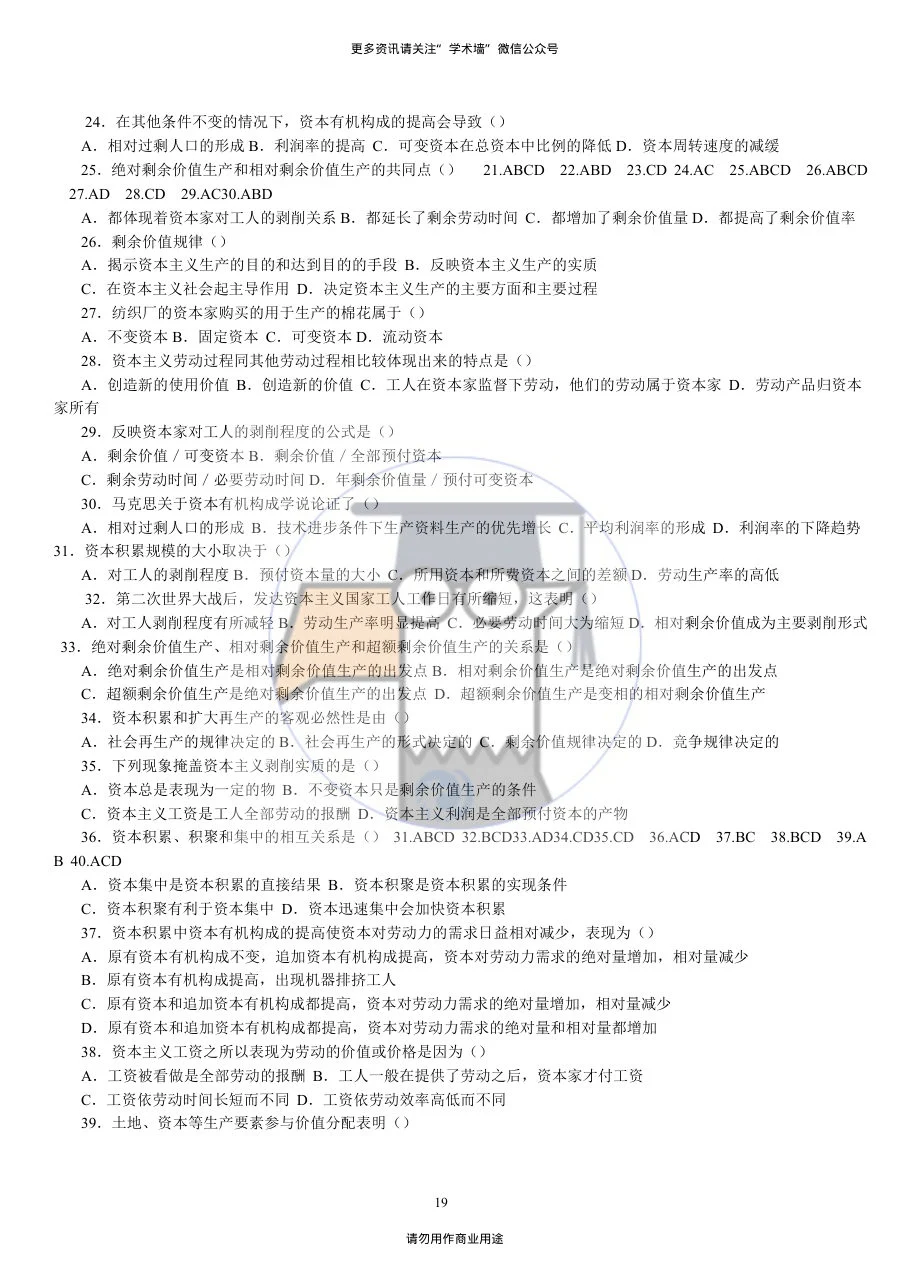 更多资讯请关注“学术墙”微信公众号
24．在其他条件不变的情况下，资本有机构成的提高会导致（）
A．相对过剩人口的形成 B．利润率的提高 C．可变资本在总资本中比例的降低 D．资本周转速度的减缓
25．绝对剩余价值生产和相对剩余价值生产的共同点（） 21.ABCD 22.ABD 23.CD 24.AC 25.ABCD 26.ABCD
27.AD 28.CD 29.AC30.ABD
A．都体现着资本家对工人的剥削关系 B．都延长了剩余劳动时间 C．都增加了剩余价值量 D．都提高了剩余价值率
26．剩余价值规律（）
A．揭示资本主义生产的目的和达到目的的手段 B．反映资本主义生产的实质
C．在资本主义社会起主导作用 D．决定资本主义生产的主要方面和主要过程
27．纺织厂的资本家购买的用于生产的棉花属于（）
A．不变资本 B．固定资本 C．可变资本 D．流动资本
28．资本主义劳动过程同其他劳动过程相比较体现出来的特点是（）
A．创造新的使用价值 B．创造新的价值 C．工人在资本家监督下劳动，他们的劳动属于资本家 D．劳动产品归资本
家所有
29．反映资本家对工人的剥削程度的公式是（）
A．剩余价值／可变资本 B．剩余价值／全部预付资本
C．剩余劳动时间／必要劳动时间 D．年剩余价值量／预付可变资本
30．马克思关于资本有机构成学说论证了（）
A．相对过剩人口的形成 B．技术进步条件下生产资料生产的优先增长 C．平均利润率的形成 D．利润率的下降趋势
31．资本积累规模的大小取决于（）
A．对工人的剥削程度 B．预付资本量的大小 C．所用资本和所费资本之间的差额 D．劳动生产率的高低
32．第二次世界大战后，发达资本主义国家工人工作日有所缩短，这表明（）
A．对工人剥削程度有所减轻 B．劳动生产率明显提高 C．必要劳动时间大为缩短 D．相对剩余价值成为主要剥削形式
33．绝对剩余价值生产、相对剩余价值生产和超额剩余价值生产的关系是（）
A．绝对剩余价值生产是相对剩余价值生产的出发点 B．相对剩余价值生产是绝对剩余价值生产的出发点
C．超额剩余价值生产是绝对剩余价值生产的出发点 D．超额剩余价值生产是变相的相对剩余价值生产
34．资本积累和扩大再生产的客观必然性是由（）
A．社会再生产的规律决定的 B．社会再生产的形式决定的 C．剩余价值规律决定的 D．竞争规律决定的
35．下列现象掩盖资本主义剥削实质的是（）
A．资本总是表现为一定的物 B．不变资本只是剩余价值生产的条件
C．资本主义工资是工人全部劳动的报酬 D．资本主义利润是全部预付资本的产物
36．资本积累、积聚和集中的相互关系是（） 31.ABCD 32.BCD33.AD34.CD35.CD 36.ACD 37.BC 38.BCD 39.A
B 40.ACD
A．资本集中是资本积累的直接结果 B．资本积聚是资本积累的实现条件
C．资本积聚有利于资本集中 D．资本迅速集中会加快资本积累
37．资本积累中资本有机构成的提高使资本对劳动力的需求日益相对减少，表现为（）
A．原有资本有机构成不变，追加资本有机构成提高，资本对劳动力需求的绝对量增加，相对量减少
B．原有资本有机构成提高，出现机器排挤工人
C．原有资本和追加资本有机构成都提高，资本对劳动力需求的绝对量增加，相对量减少
D．原有资本和追加资本有机构成都提高，资本对劳动力需求的绝对量和相对量都增加
38．资本主义工资之所以表现为劳动的价值或价格是因为（）
A．工资被看做是全部劳动的报酬 B．工人一般在提供了劳动之后，资本家才付工资
C．工资依劳动时间长短而不同 D．工资依劳动效率高低而不同
39．土地、资本等生产要素参与价值分配表明（）
19
请勿用作商业用途